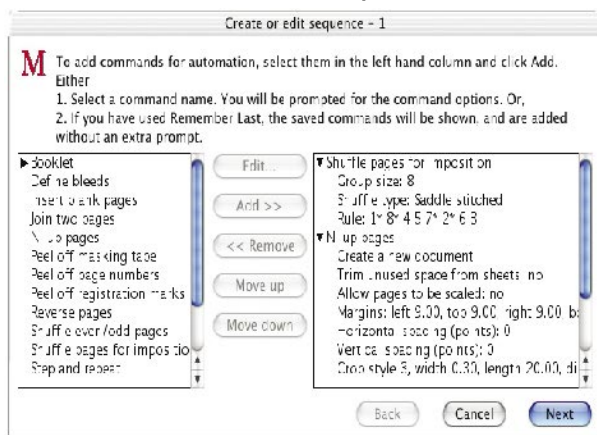 Create or edit sequence - 1
M To add commands for automation, select them in the left hand column and click Add.
Either
1. Select a command name. You will be prompted for the command options. Or,
2. If you have used Remember Last, the saved commands will be shown, and are added
without an extra prompt.
▶Booklet
Define bleeds
Insert blank pages
Join two pages
N-up pages
Peel off masking tape
Peel off page numbers
Peel off registration marks
Reverse pages
Shuffle even/odd pages
Shuffle pages for impositio
Step and repeat
Edit...
Add >>
<< Remove
Move up
Move down
▼Shuffle pages for imposition
Group size: 8
Shuffle type: Saddle stitched
Rule: 1* 8* 4 5 7* 2* 6 3
▼N-up pages
Create a new document
Trim unused space from sheets: no
Allow pages to be scaled: no
Margins: left 9.00, top 9.00, right 9.00, b
Horizontal spacing (points): 0
Vertical spacing (points): 0
Crop style 3, width 0.30, length 20.00, di
Back
Cancel
Next